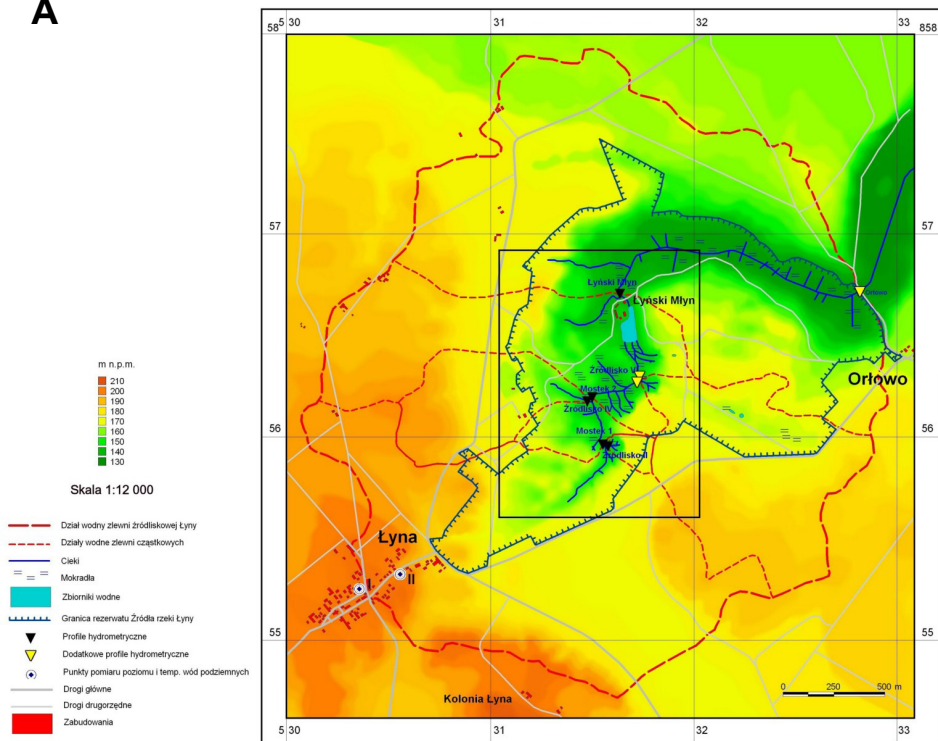 A
5 30
31
32
33
58
858
57
57
Łyński Młyn
Łyński Młyn
Orłowo
Źródlisko V
Orłowo
Mostek 2
Źródlisko IV
56
56
Mostek 1
Źródlisko II
m n.p.m.
210
200
190
180
170
160
150
140
130
Skala 1:12 000
Dział wodny zlewni źródliskowej Łyny
Działy wodne zlewni cząstkowych
Cieki
Mokradła
Zbiorniki wodne
Granica rezerwatu Źródła rzeki Łyny
Profile hydrometryczne
Dodatkowe profile hydrometryczne
Punkty pomiaru poziomu i temp. wód podziemnych
Drogi główne
Drogi drugorzędne
Zabudowania
Łyna
I
II
55
55
Kolonia Łyna
0 250 500 m
5 30
31
32
33